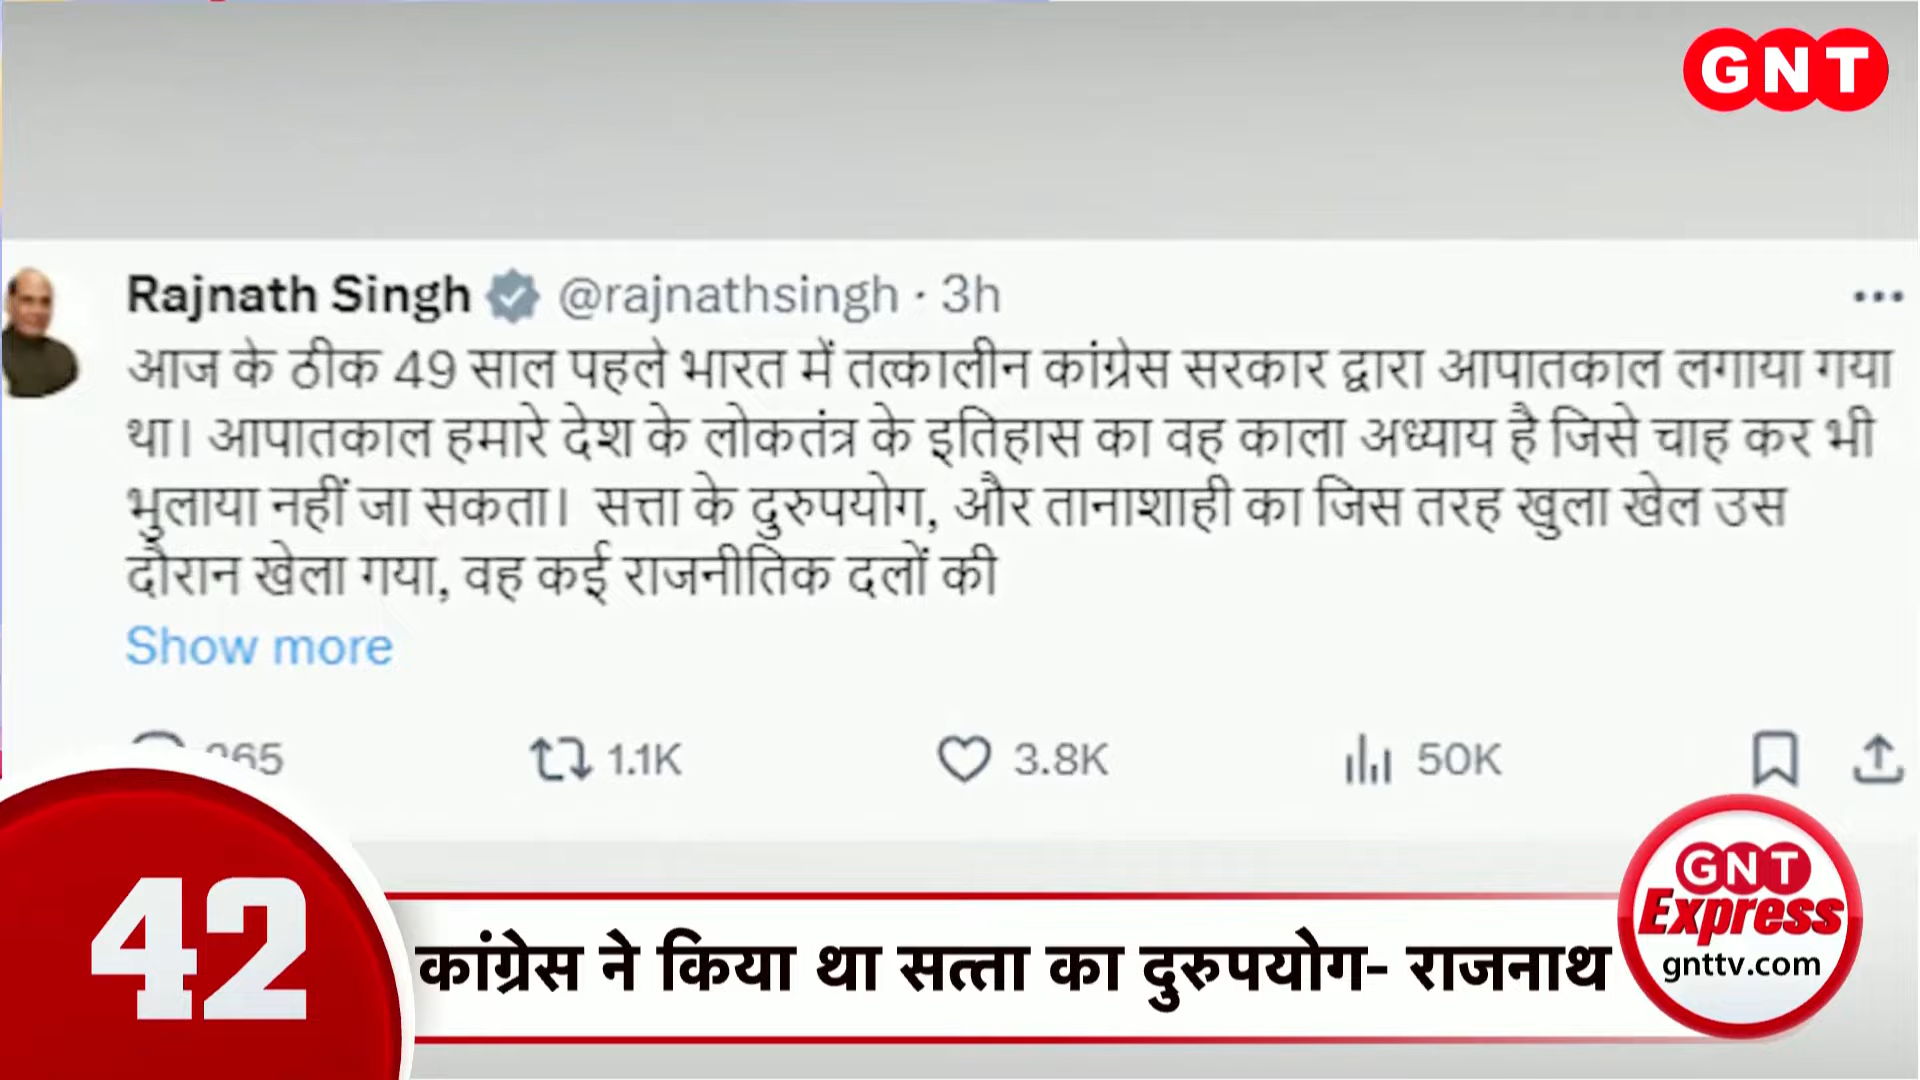 GNT
Rajnath Singh @rajnathsingh · 3h
आज के ठीक 49 साल पहले भारत में तत्कालीन कांग्रेस सरकार द्वारा आपातकाल लगाया गया
था। आपातकाल हमारे देश के लोकतंत्र के इतिहास का वह काला अध्याय है जिसे चाह कर भी
भुलाया नहीं जा सकता। सत्ता के दुरुपयोग, और तानाशाही का जिस तरह खुला खेल उस
दौरान खेला गया, वह कई राजनीतिक दलों की
Show more
1.1K 3.8K 50K
42
कांग्रेस ने किया था सत्ता का दुरुपयोग- राजनाथ
GNT
Express
gnttv.com